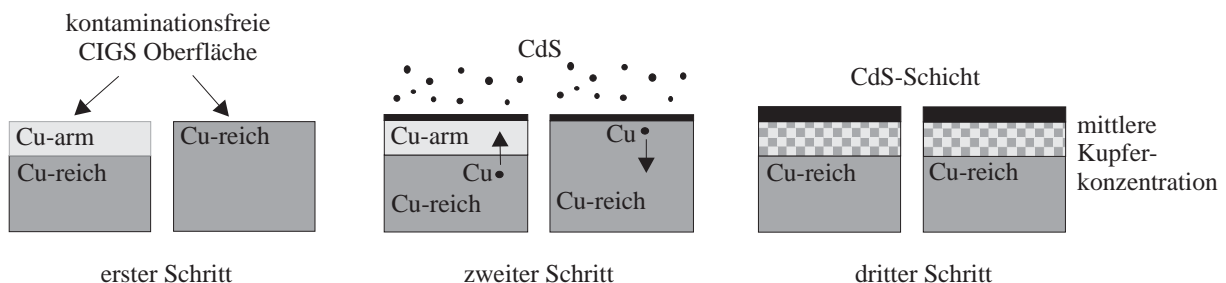 kontaminationsfreie
CIGS Oberfläche
Cu-arm
Cu-reich
Cu-reich
erster Schritt
CdS
Cu-arm
Cu
Cu-reich
Cu
Cu-reich
zweiter Schritt
CdS-Schicht
Cu-reich
Cu-reich
mittlere
Kupfer-
konzentration
dritter Schritt